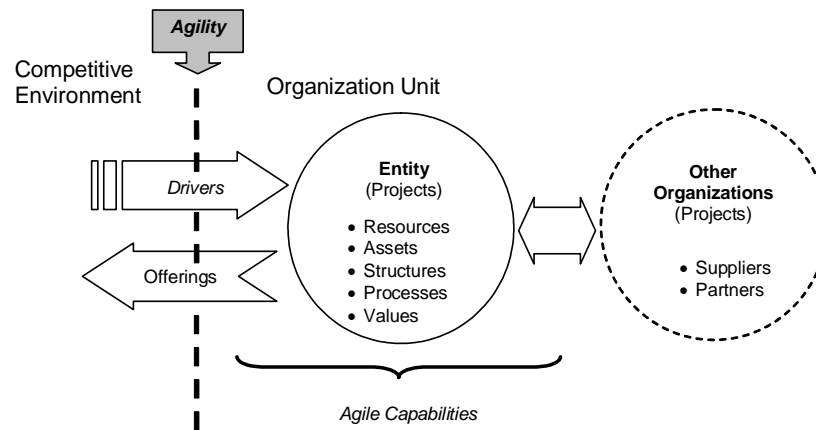 Agility
Competitive
Environment
Organization Unit
Drivers
Offerings
Entity
(Projects)
• Resources
• Assets
• Structures
• Processes
• Values
Other
Organizations
(Projects)
• Suppliers
• Partners
Agile Capabilities